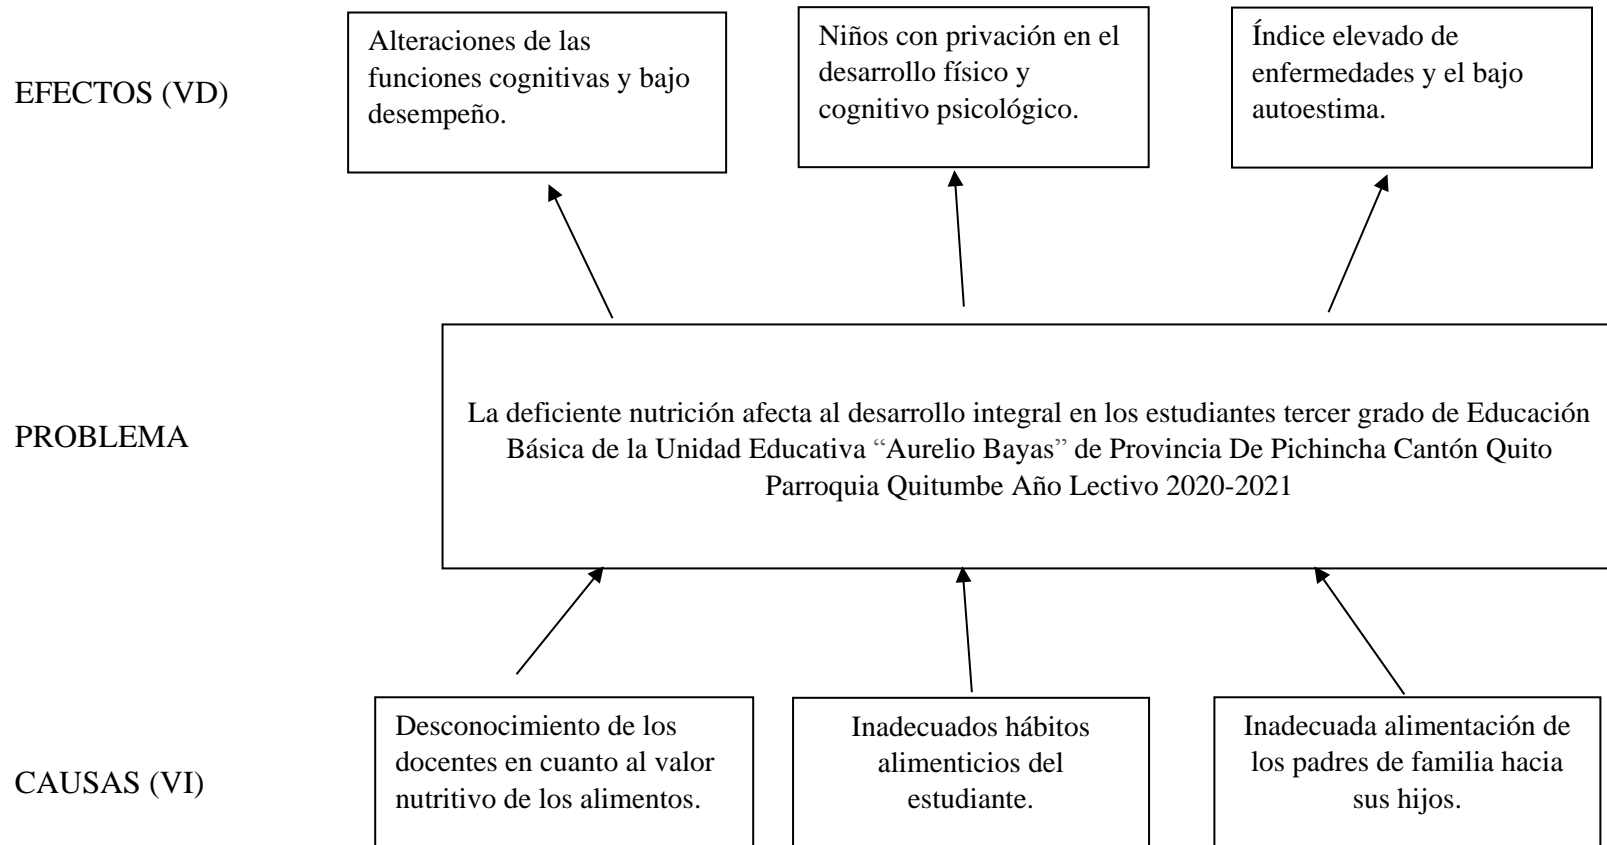 EFECTOS (VD)
Alteraciones de las
funciones cognitivas y bajo
desempeño.
Niños con privación en el
desarrollo físico y
cognitivo psicológico.
Índice elevado de
enfermedades y el bajo
autoestima.
PROBLEMA
La deficiente nutrición afecta al desarrollo integral en los estudiantes tercer grado de Educación
Básica de la Unidad Educativa “Aurelio Bayas” de Provincia De Pichincha Cantón Quito
Parroquia Quitumbe Año Lectivo 2020-2021
CAUSAS (VI)
Desconocimiento de los
docentes en cuanto al valor
nutritivo de los alimentos.
Inadecuados hábitos
alimenticios del
estudiante.
Inadecuada alimentación de
los padres de familia hacia
sus hijos.